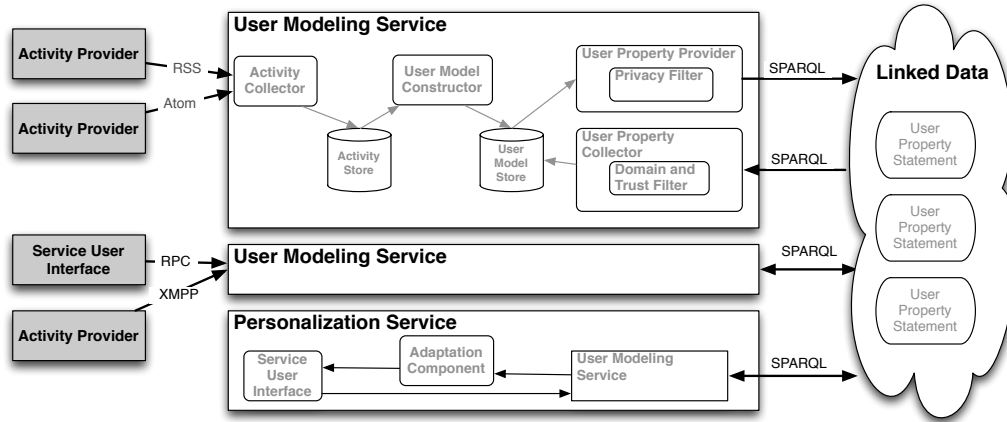 User Modeling Service
Activity Provider
RSS
Atom
Activity Provider
Activity
Collector
User Model
Constructor
Activity
Store
User
Model
Store
User Property Provider
Privacy Filter
User Property
Collector
Domain and
Trust Filter
SPARQL
SPARQL
Linked Data
User
Property
Statement
User
Property
Statement
User
Property
Statement
Service User
Interface
RPC
XMPP
Activity Provider
User Modeling Service
SPARQL
Personalization Service
Service
User
Interface
Adaptation
Component
User Modeling
Service
SPARQL